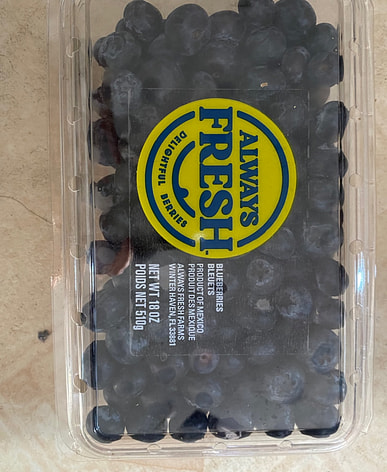 ALWAYS
FRESH
DELIGHTFUL BERRIES
BLUEBERRIES
BLEUETS
PRODUCT OF MEXICO
PRODUIT DES MEXIQUE
ALWAYS FRESH FARMS
WINTER HAVEN, FL 33881
NET WT 18 OZ
POIDS NET 510g